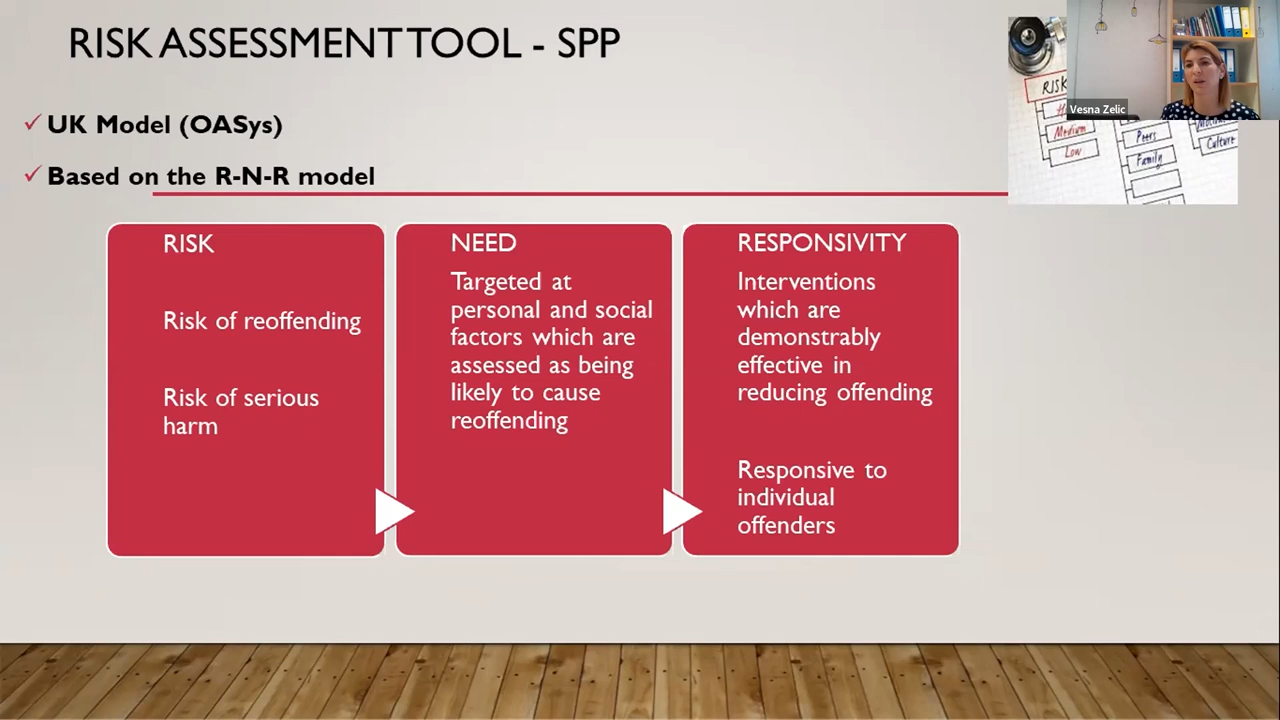 RISK ASSESSMENT TOOL - SPP
✓ UK Model (OASys)
✓ Based on the R-N-R model
RISK
Risk of reoffending
Risk of serious
harm
NEED
Targeted at
personal and social
factors which are
assessed as being
likely to cause
reoffending
RESPONSIVITY
Interventions
which are
demonstrably
effective in
reducing offending
Responsive to
individual
offenders
Vesna Zelic
RISK
Medium
Low
Peers
Family
Culture